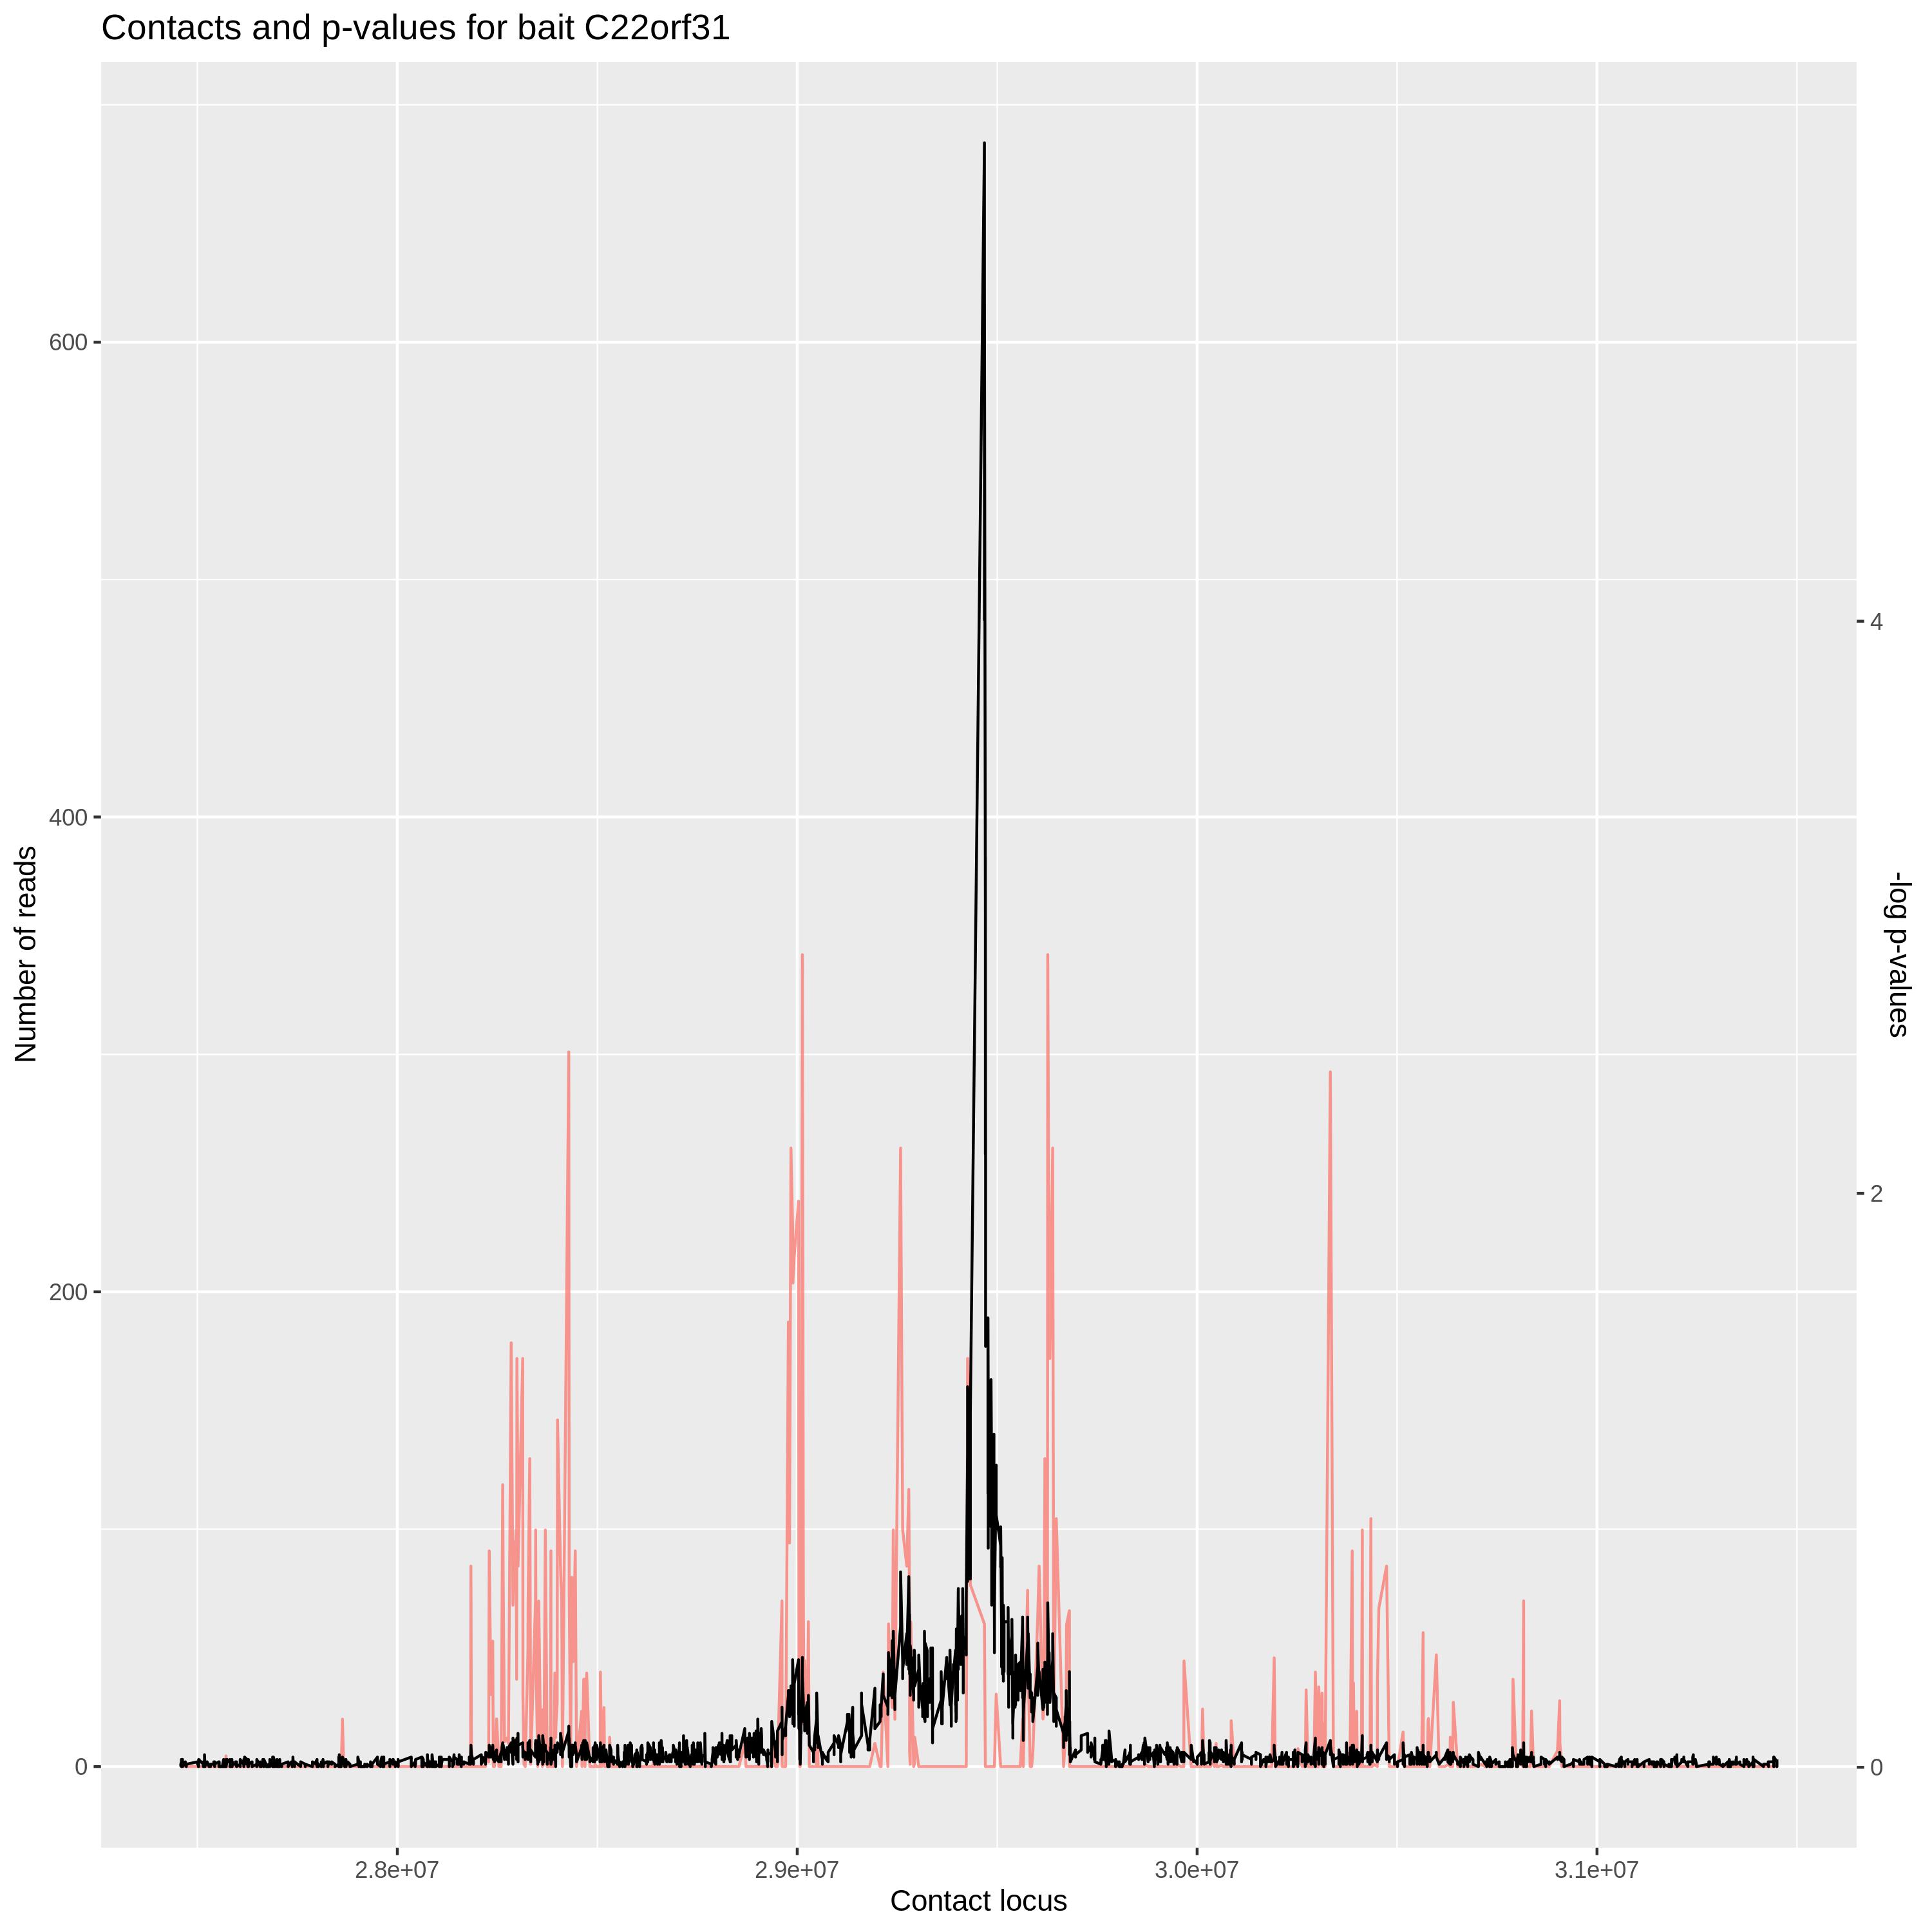 Contacts and p-values for bait C22orf31
600
400
200
0
Number of reads
4
2
0
-log p-values
2.8e+07
2.9e+07
3.0e+07
3.1e+07
Contact locus